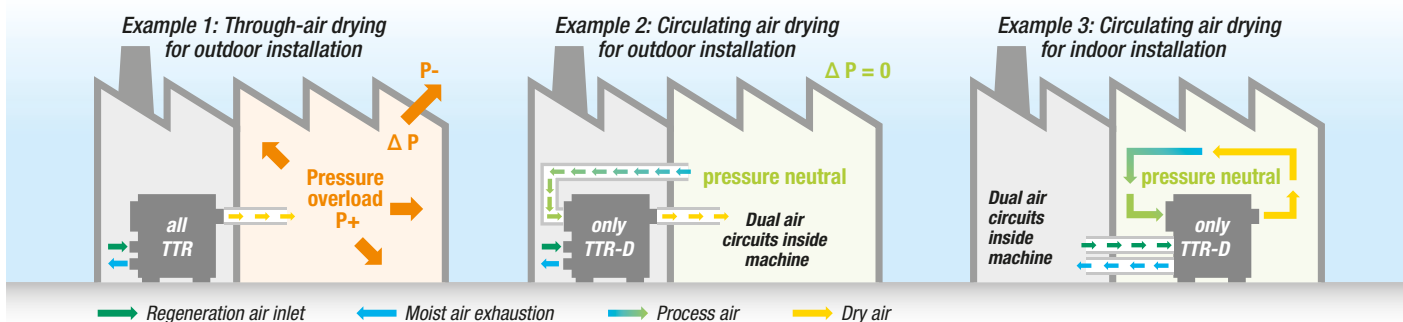 Example 1: Through-air drying
for outdoor installation
P-
Δ P
Pressure
overload
P+
all
TTR
Example 2: Circulating air drying
for outdoor installation
Δ P = 0
pressure neutral
only
TTR-D
Dual air
circuits inside
machine
Example 3: Circulating air drying
for indoor installation
pressure neutral
Dual air
circuits
inside
machine
only
TTR-D
Regeneration air inlet
Moist air exhaustion
Process air
Dry air